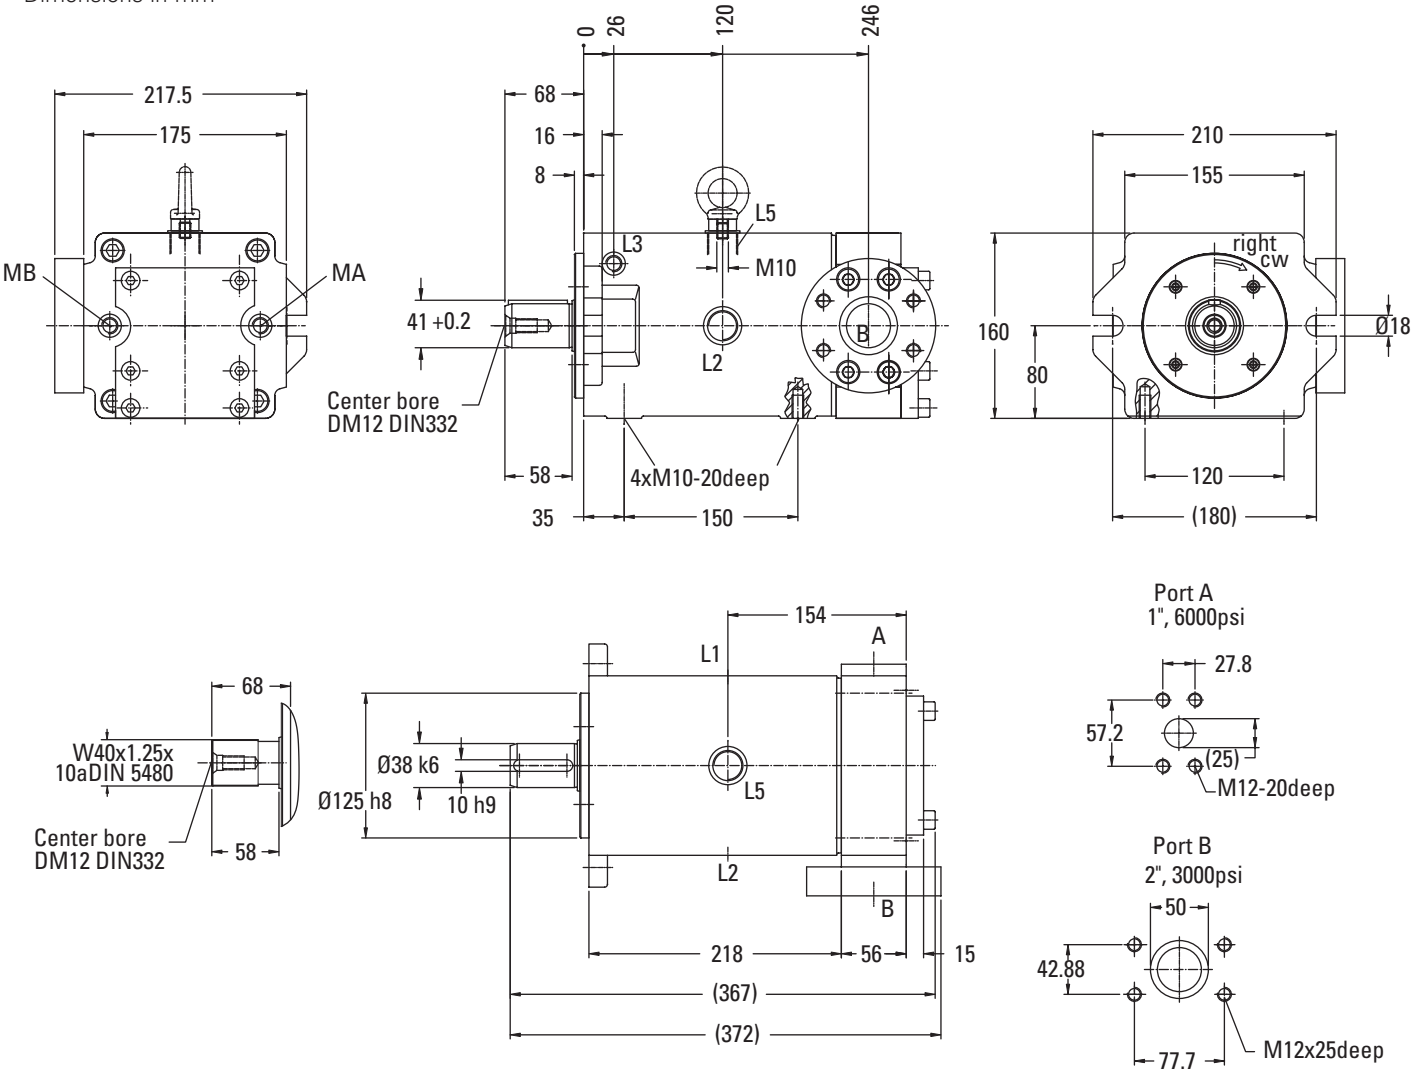 Dimensions in mm
217.5
175
MB
MA
0
26
120
246
68
16
8
L5
L3
M10
41 +0.2
B
L2
Center bore
DM12 DIN332
58
4xM10-20deep
35
150
210
155
right
cw
160
80
Ø18
120
(180)
154
A
L1
68
W40x1.25x
10aDIN 5480
Ø38 k6
Ø125 h8
10 h9
L5
Center bore
DM12 DIN332
58
L2
B
218
56
15
(367)
(372)
Port A
1", 6000psi
27.8
57.2
(25)
M12-20deep
Port B
2", 3000psi
50
42.88
M12x25deep
77.7